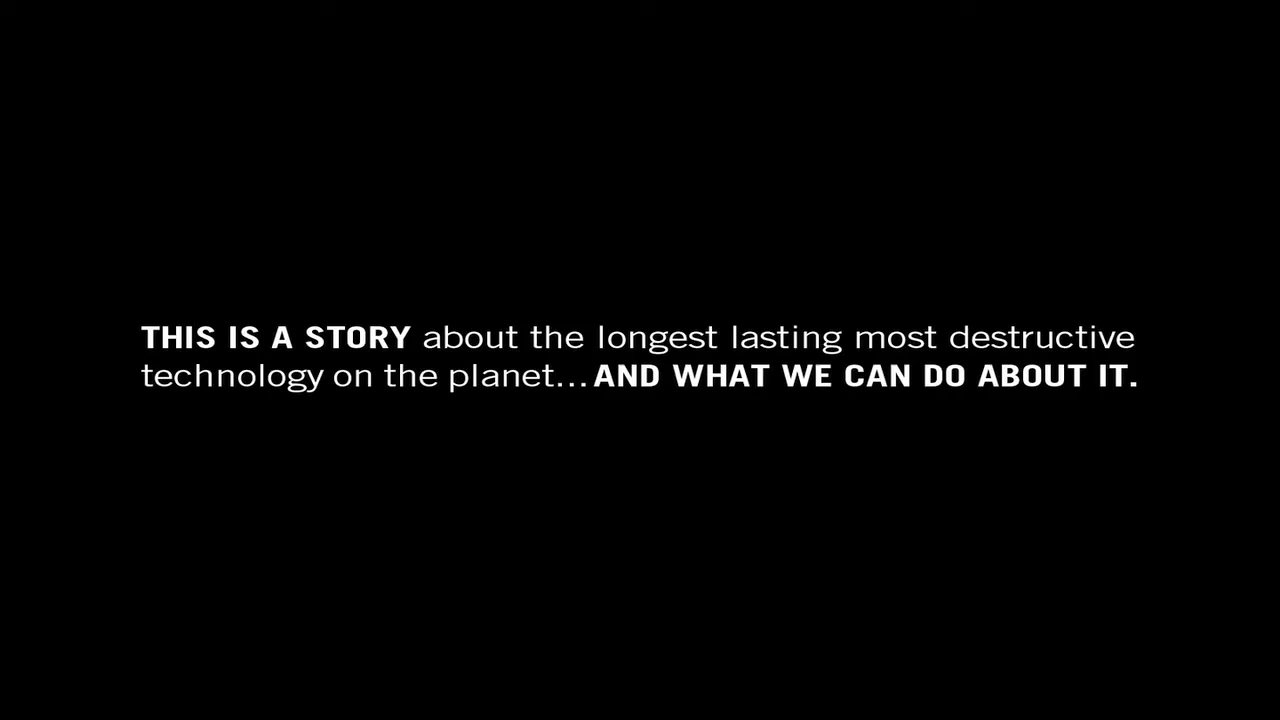 THIS IS A STORY about the longest lasting most destructive
technology on the planet...AND WHAT WE CAN DO ABOUT IT.